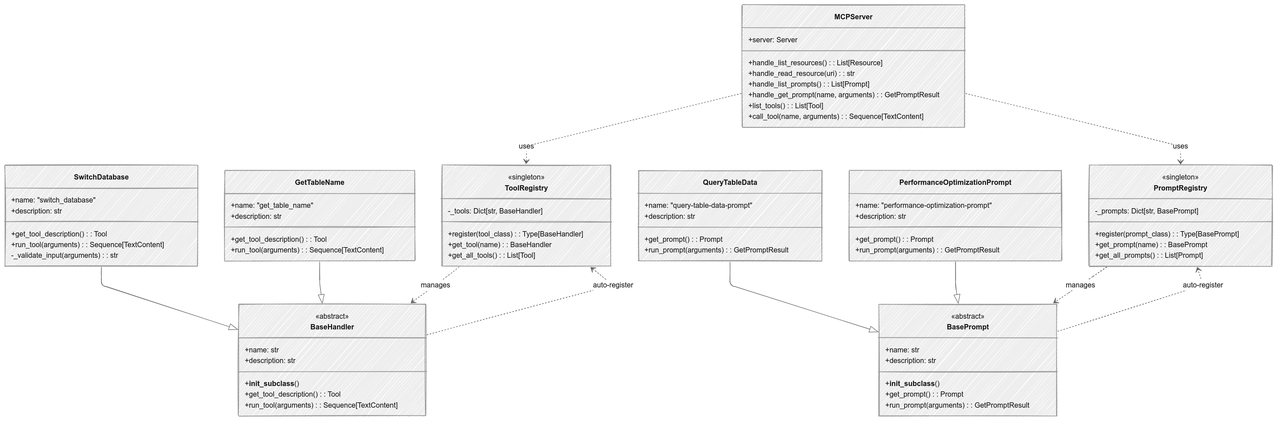 MCPServer
+server: Server
+handle_list_resources() : : List[Resource]
+handle_read_resource(uri) : : str
+handle_list_prompts() : : List[Prompt]
+handle_get_prompt(name, arguments) : : GetPromptResult
+list_tools() : : List[Tool]
+call_tool(name, arguments) : : Sequence[TextContent]
uses
uses
SwitchDatabase
+name: "switch_database"
+description: str
+get_tool_description() : : Tool
+run_tool(arguments) : : Sequence[TextContent]
-_validate_input(arguments) : : str
GetTableName
+name: "get_table_name"
+description: str
+get_tool_description() : : Tool
+run_tool(arguments) : : Sequence[TextContent]
«singleton»
ToolRegistry
-_tools: Dict[str, BaseHandler]
+register(tool_class) : : Type[BaseHandler]
+get_tool(name) : : BaseHandler
+get_all_tools() : : List[Tool]
QueryTableData
+name: "query-table-data-prompt"
+description: str
+get_prompt() : : Prompt
+run_prompt(arguments) : : GetPromptResult
PerformanceOptimizationPrompt
+name: "performance-optimization-prompt"
+description: str
+get_prompt() : : Prompt
+run_prompt(arguments) : : GetPromptResult
«singleton»
PromptRegistry
-_prompts: Dict[str, BasePrompt]
+register(prompt_class) : : Type[BasePrompt]
+get_prompt(name) : : BasePrompt
+get_all_prompts() : : List[Prompt]
manages
auto-register
manages
auto-register
«abstract»
BaseHandler
+name: str
+description: str
+init_subclass()
+get_tool_description() : : Tool
+run_tool(arguments) : : Sequence[TextContent]
«abstract»
BasePrompt
+name: str
+description: str
+init_subclass()
+get_prompt() : : Prompt
+run_prompt(arguments) : : GetPromptResult